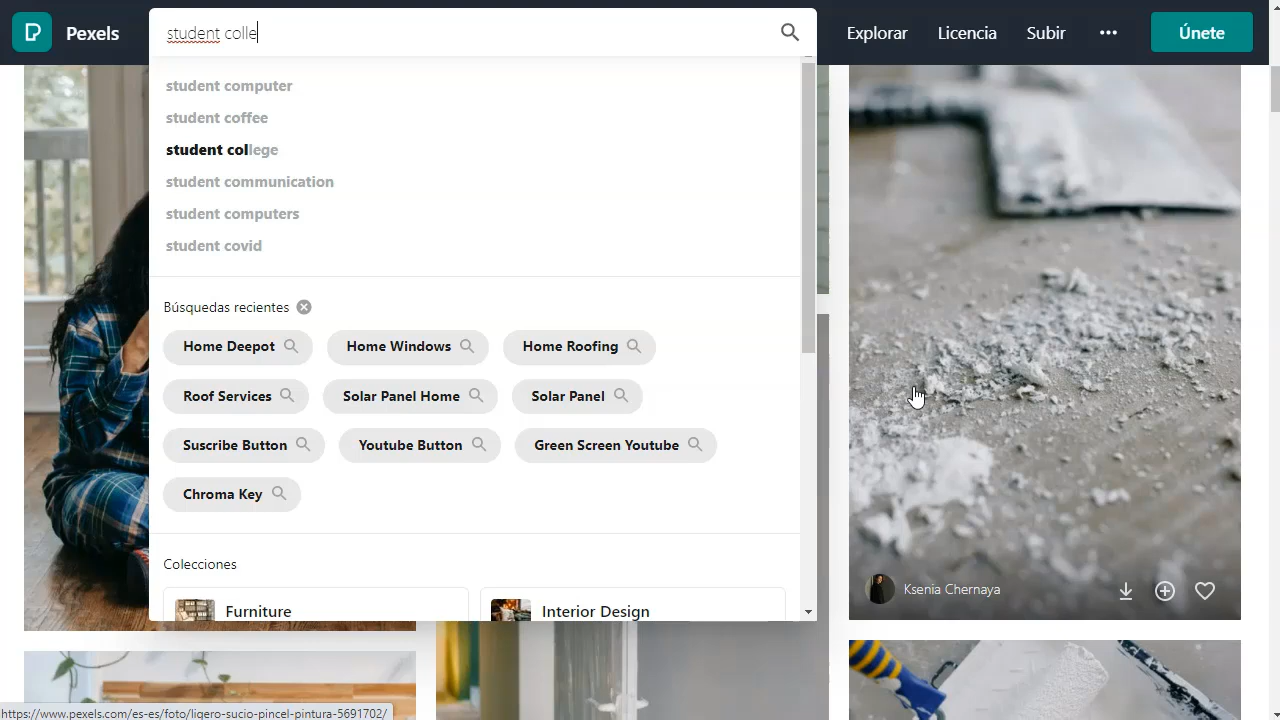 Pexels
student colle
Explorar
Licencia
Subir
Únete
student computer
student coffee
student college
student communication
student computers
student covid
Búsquedas recientes
Home Deepot
Home Windows
Home Roofing
Roof Services
Solar Panel Home
Solar Panel
Suscribe Button
Youtube Button
Green Screen Youtube
Chroma Key
Colecciones
Furniture
Interior Design
Ksenia Chernaya
https://www.pexels.com/es-es/foto/ligero-sucio-pincel-pintura-5691702/